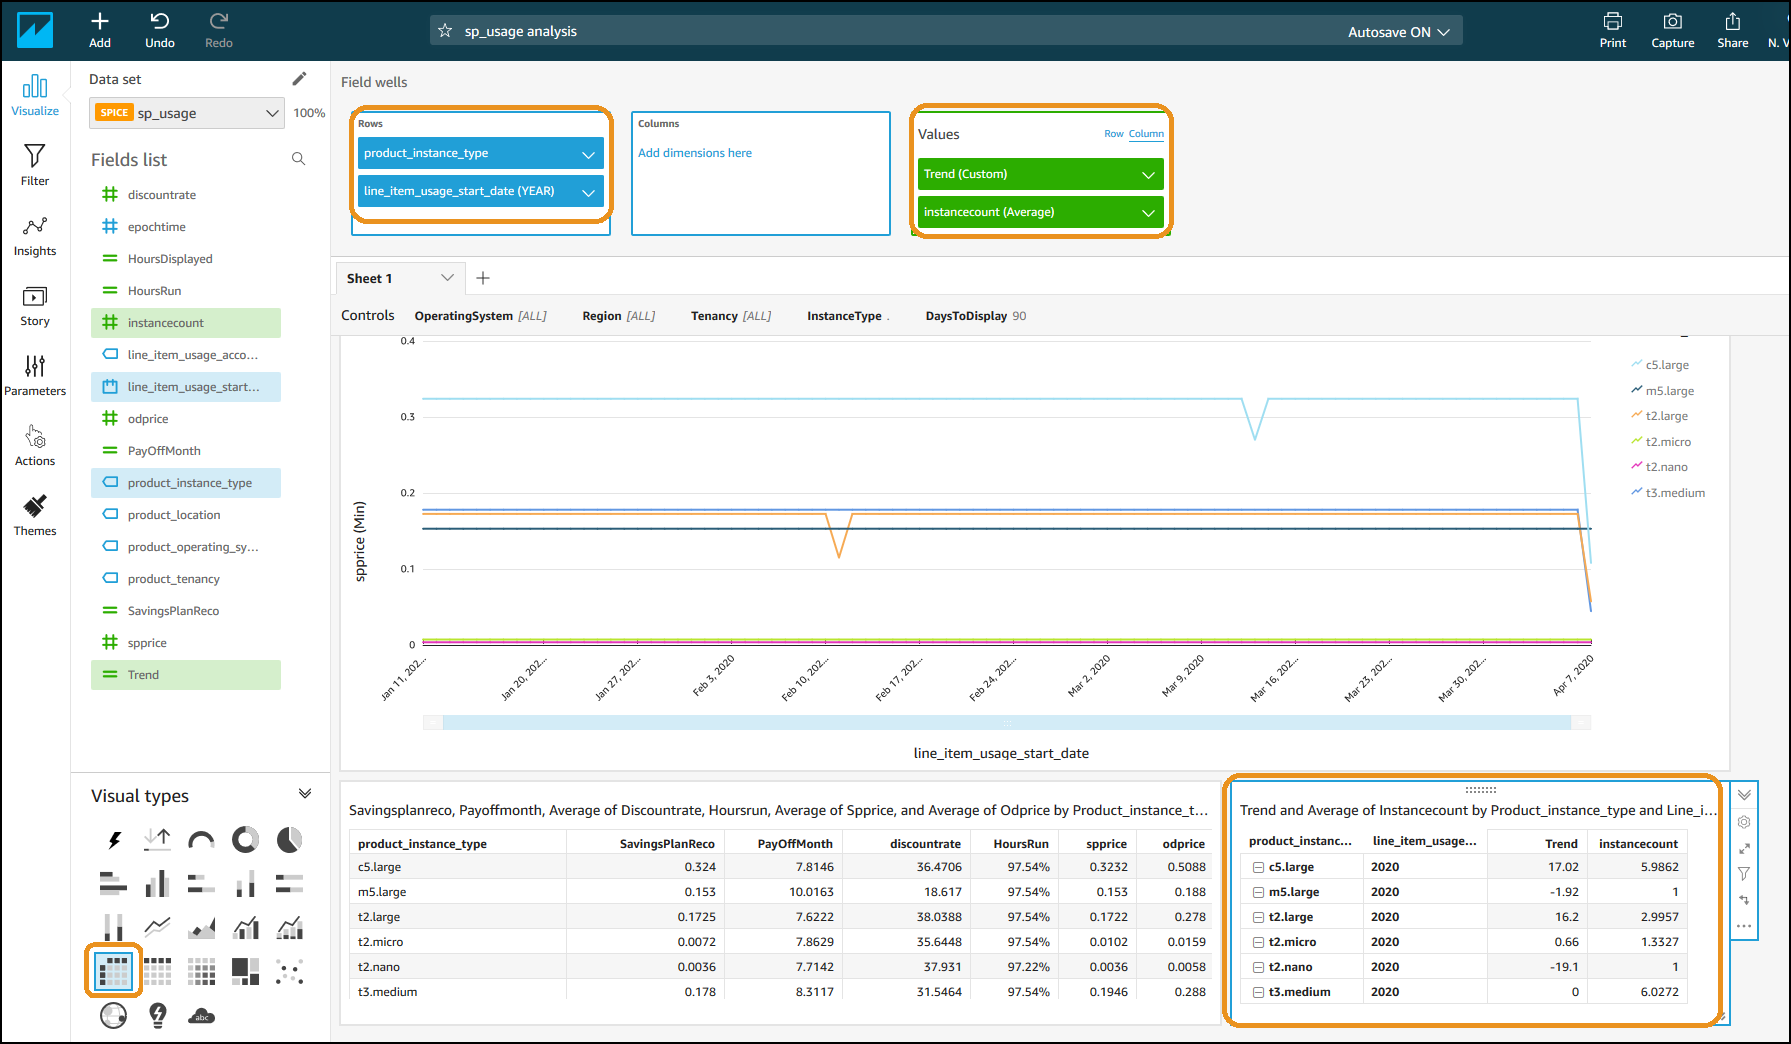 Add
Undo
Redo
sp_usage analysis
Autosave ON
Print
Capture
Share
N. V
Visualize
Filter
Insights
Story
Parameters
Actions
Themes
Data set
SPICE sp_usage
100%
Fields list
discountrate
epochtime
HoursDisplayed
HoursRun
instancecount
line_item_usage_acco...
line_item_usage_start...
odprice
PayOffMonth
product_instance_type
product_location
product_operating_sy...
product_tenancy
SavingsPlanReco
spprice
Trend
Visual types
abc
Field wells
Rows
product_instance_type
line_item_usage_start_date (YEAR)
Columns
Add dimensions here
Values
Row Column
Trend (Custom)
instancecount (Average)
Sheet 1
Controls OperatingSystem [ALL] Region [ALL] Tenancy [ALL] InstanceType . DaysToDisplay 90
spprice (Min)
0.4
0.3
0.2
0.1
0
Jan 11, 202...
Jan 20, 202...
Jan 27, 202...
Feb 3, 2020
Feb 10, 202...
Feb 17, 202...
Feb 24, 202...
Mar 2, 2020
Mar 9, 2020
Mar 16, 202...
Mar 23, 202...
Mar 30, 202...
Apr 7, 2020
line_item_usage_start_date
c5.large
m5.large
t2.large
t2.micro
t2.nano
t3.medium
Savingsplanreco, Payoffmonth, Average of Discountrate, Hoursrun, Average of Spprice, and Average of Odprice by Product_instance_t...
product_instance_type SavingsPlanReco PayOffMonth discountrate HoursRun spprice odprice
c5.large 0.324 7.8146 36.4706 97.54% 0.3232 0.5088
m5.large 0.153 10.0163 18.617 97.54% 0.153 0.188
t2.large 0.1725 7.6222 38.0388 97.54% 0.1722 0.278
t2.micro 0.0072 7.8629 35.6448 97.54% 0.0102 0.0159
t2.nano 0.0036 7.7142 37.931 97.22% 0.0036 0.0058
t3.medium 0.178 8.3117 31.5464 97.54% 0.1946 0.288
Trend and Average of Instancecount by Product_instance_type and Line_i...
product_instanc... line_item_usage... Trend instancecount
c5.large 2020 17.02 5.9862
m5.large 2020 -1.92 1
t2.large 2020 16.2 2.9957
t2.micro 2020 0.66 1.3327
t2.nano 2020 -19.1 1
t3.medium 2020 0 6.0272